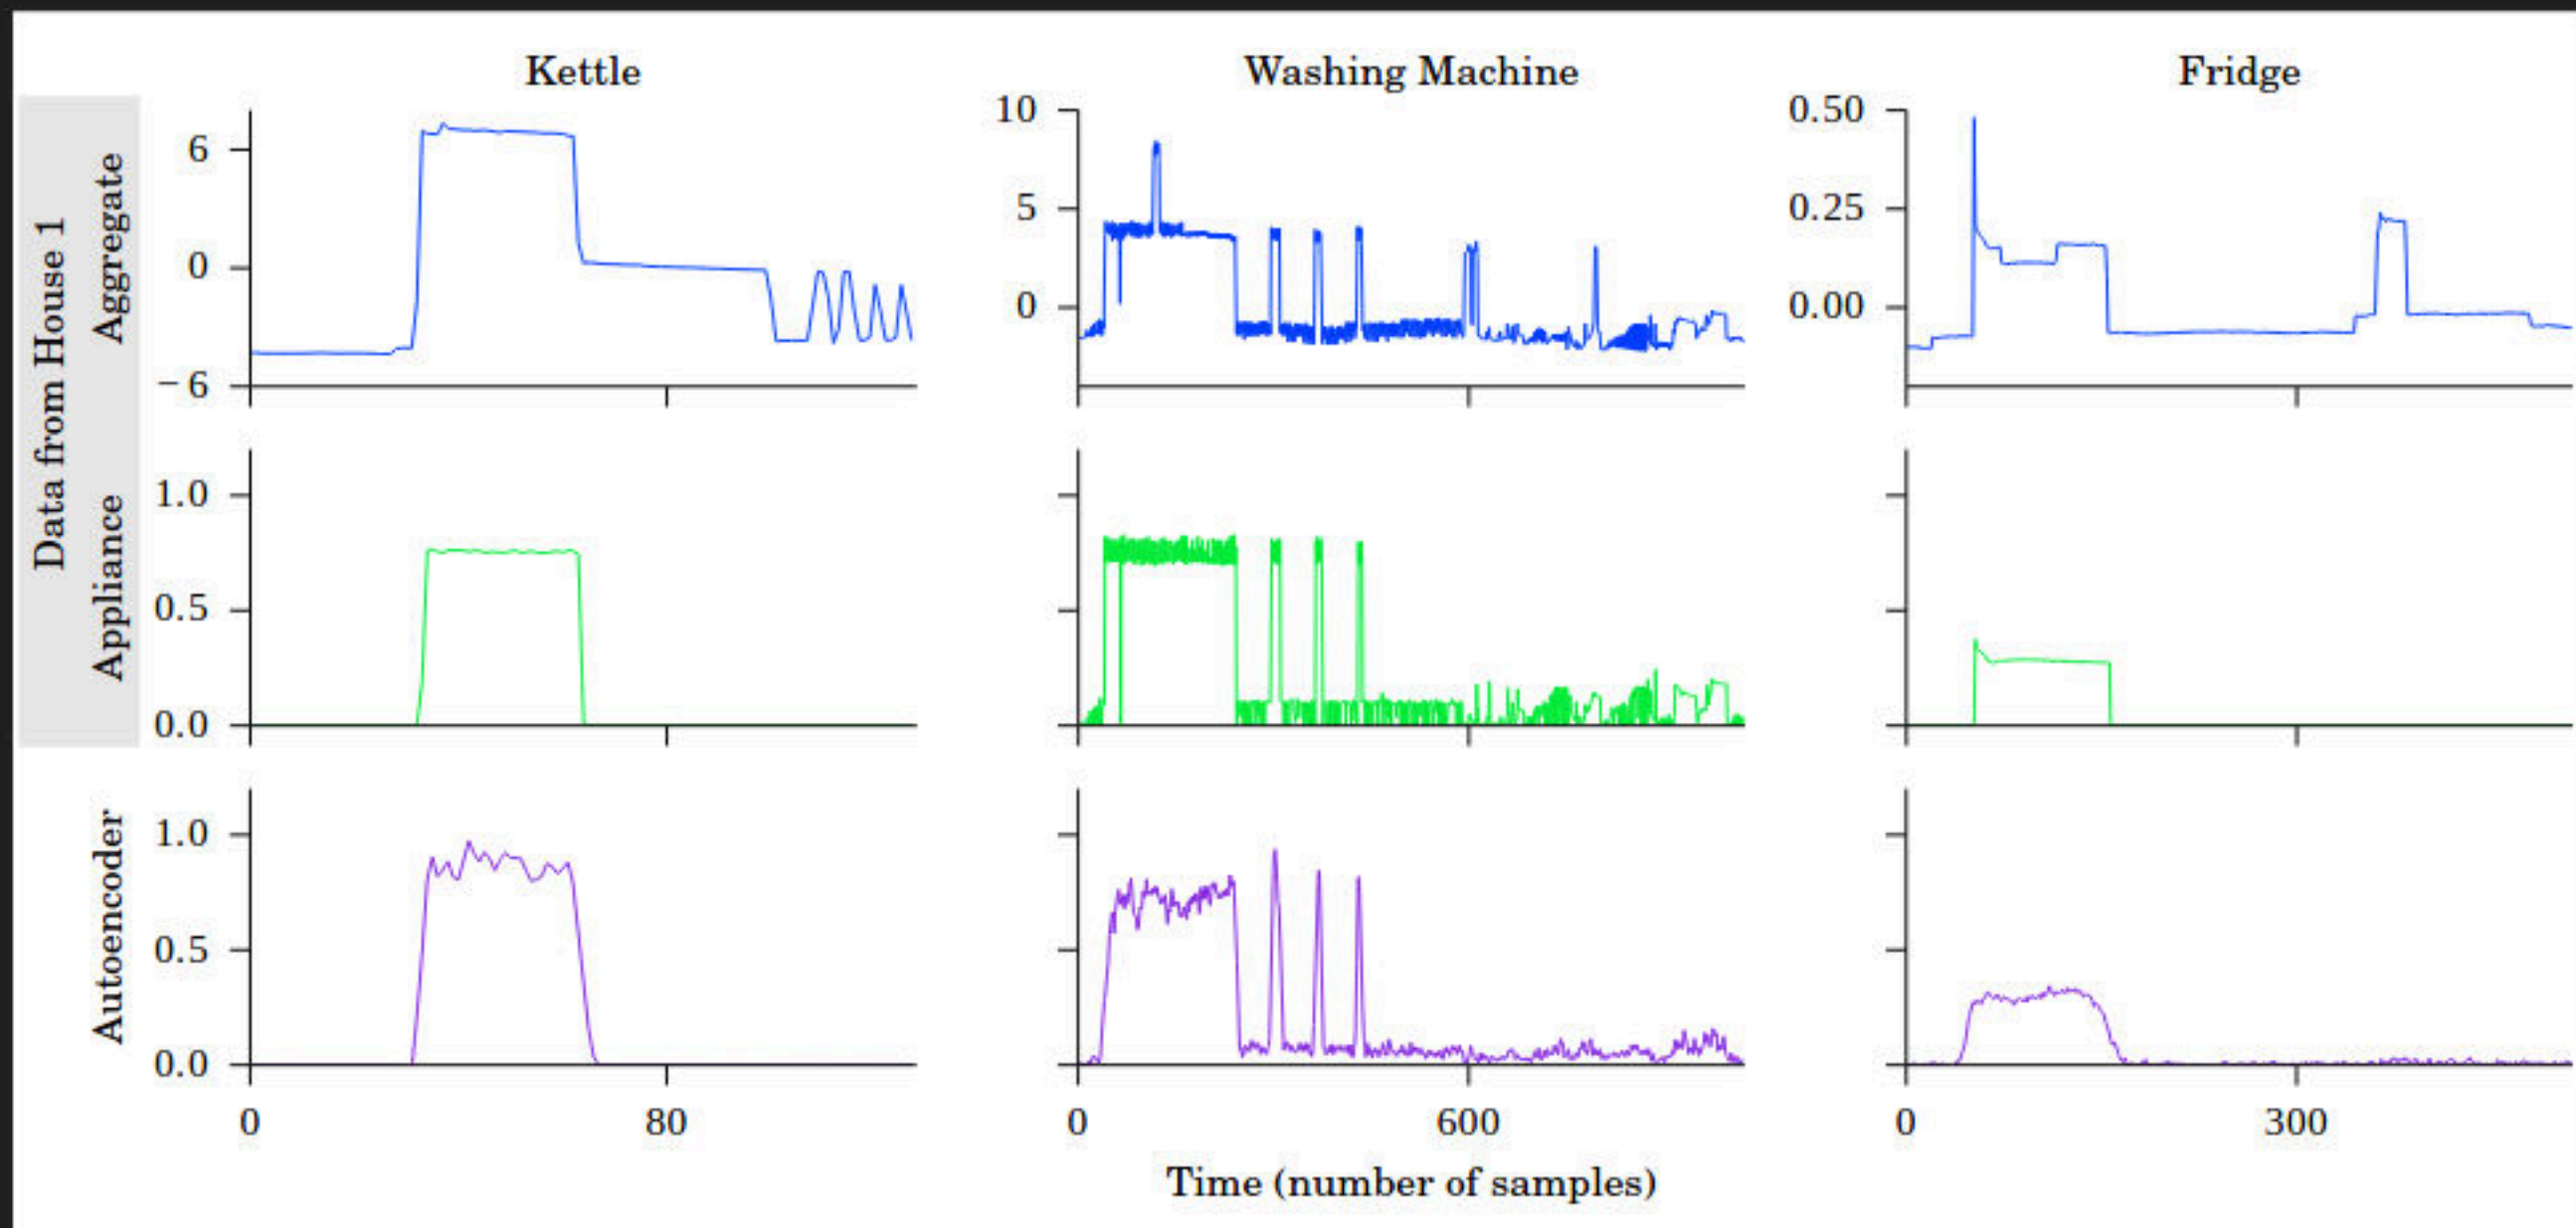 Kettle
Washing Machine
Fridge
Data from House 1
Aggregate
6
0
−6
10
5
0
0.50
0.25
0.00
Appliance
1.0
0.5
0.0
Autoencoder
1.0
0.5
0.0
0
80
0
600
0
300
Time (number of samples)